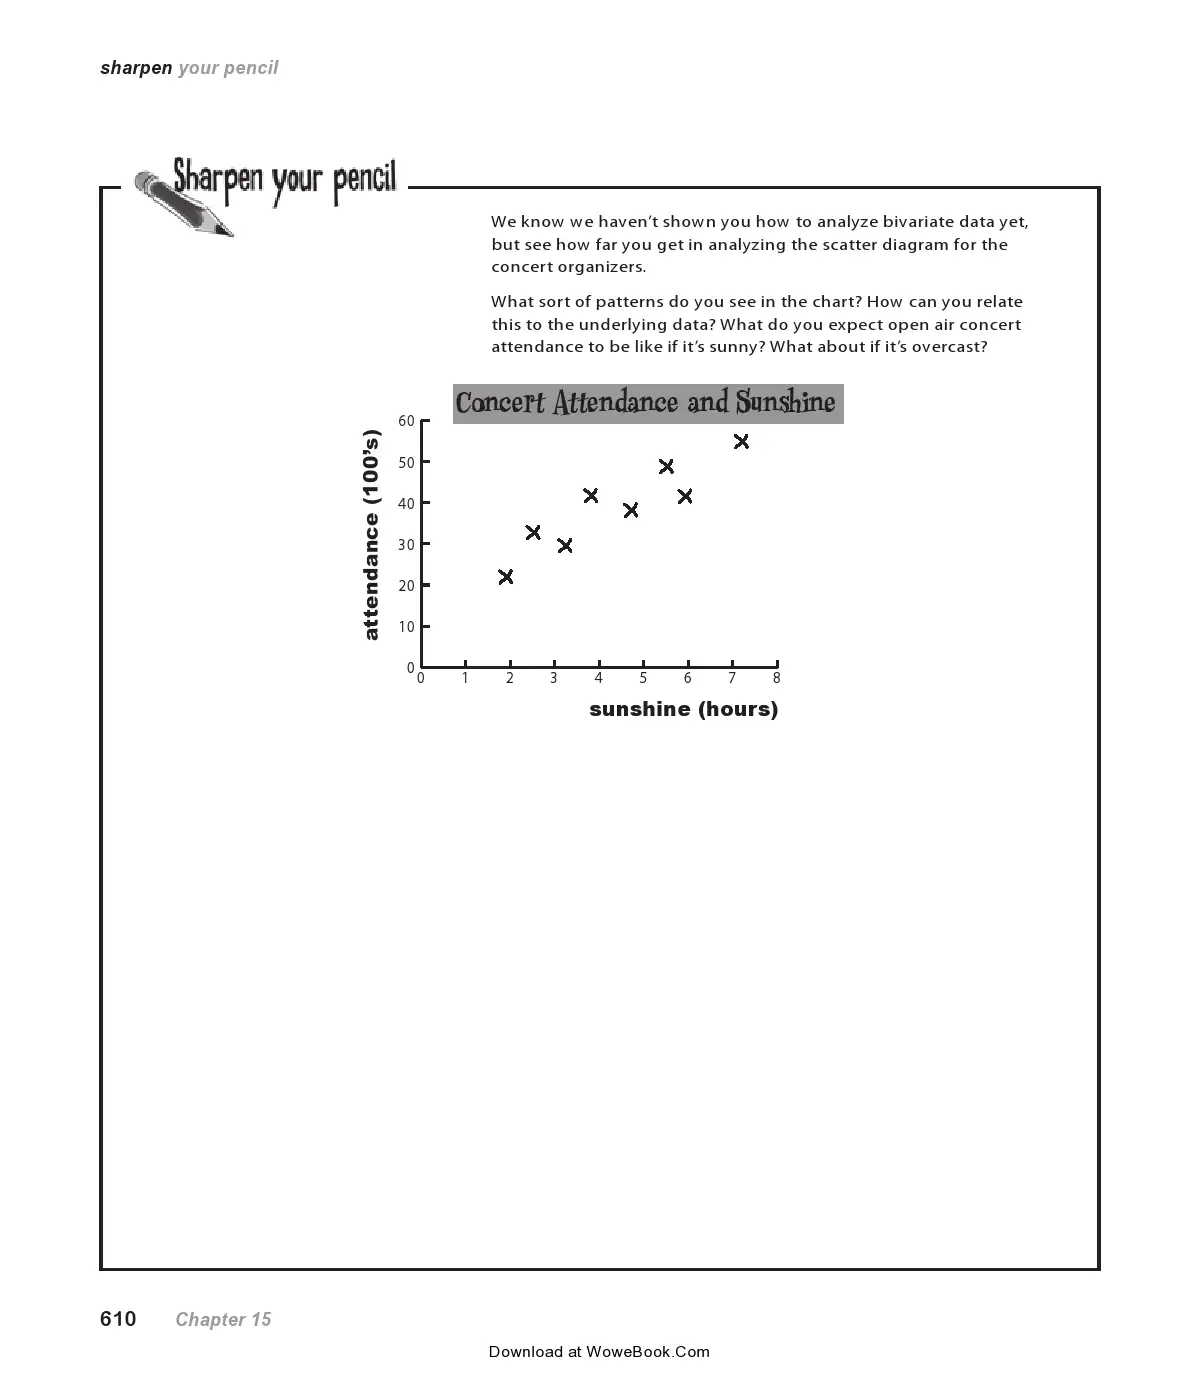 sharpen your pencil
Sharpen your pencil
We know we haven’t shown you how to analyze bivariate data yet,
but see how far you get in analyzing the scatter diagram for the
concert organizers.
What sort of patterns do you see in the chart? How can you relate
this to the underlying data? What do you expect open air concert
attendance to be like if it’s sunny? What about if it’s overcast?
Concert Attendance and Sunshine
attendance (100’s)
60
50
40
30
20
10
0
0 1 2 3 4 5 6 7 8
sunshine (hours)
610 Chapter 15
Download at WoweBook.Com